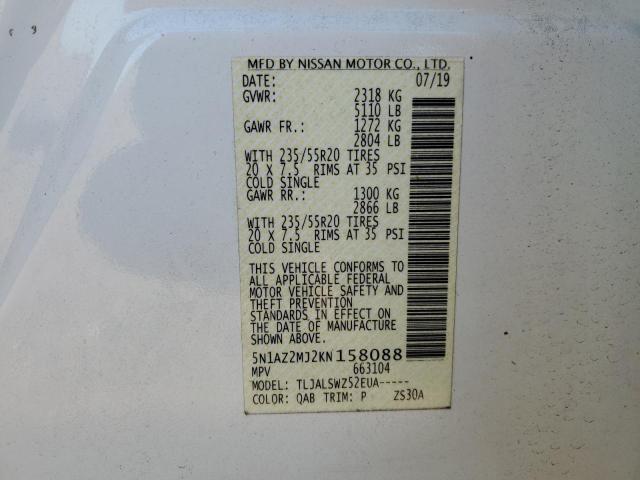 MFD BY NISSAN MOTOR CO., LTD.
DATE: 07/19
GVWR: 2318 KG
5110 LB
GAWR FR.: 1272 KG
2804 LB
WITH 235/55R20 TIRES
20 X 7.5 RIMS AT 35 PSI
COLD SINGLE
GAWR RR.: 1300 KG
2866 LB
WITH 235/55R20 TIRES
20 X 7.5 RIMS AT 35 PSI
COLD SINGLE
THIS VEHICLE CONFORMS TO
ALL APPLICABLE FEDERAL
MOTOR VEHICLE SAFETY AND
THEFT PREVENTION
STANDARDS IN EFFECT ON
THE DATE OF MANUFACTURE
SHOWN ABOVE.
5N1AZ2MJ2KN158088
MPV 663104
MODEL: TLJALSWZ52EUA-----
COLOR: QAB TRIM: P ZS30A